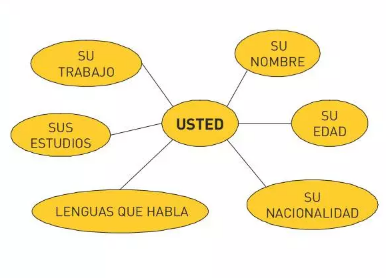 SU
TRABAJO
SU
NOMBRE
SUS
ESTUDIOS
USTED
SU
EDAD
LENGUAS QUE HABLA
SU
NACIONALIDAD